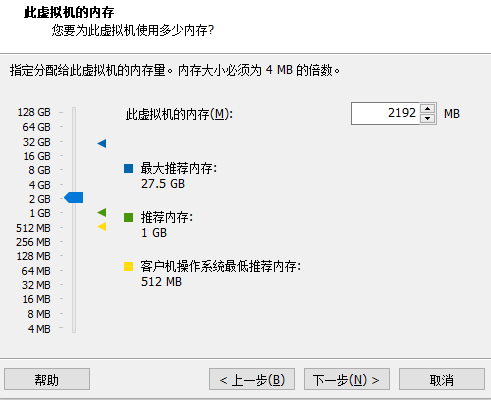 此虚拟机的内存
您要为此虚拟机使用多少内存?
指定分配给此虚拟机的内存量。内存大小必须为 4 MB 的倍数。
128 GB
64 GB
32 GB
16 GB
8 GB
4 GB
2 GB
1 GB
512 MB
256 MB
128 MB
64 MB
32 MB
16 MB
8 MB
4 MB
此虚拟机的内存(M): 2192 MB
最大推荐内存:
27.5 GB
推荐内存:
1 GB
客户机操作系统最低推荐内存:
512 MB
帮助 < 上一步(B) 下一步(N) > 取消